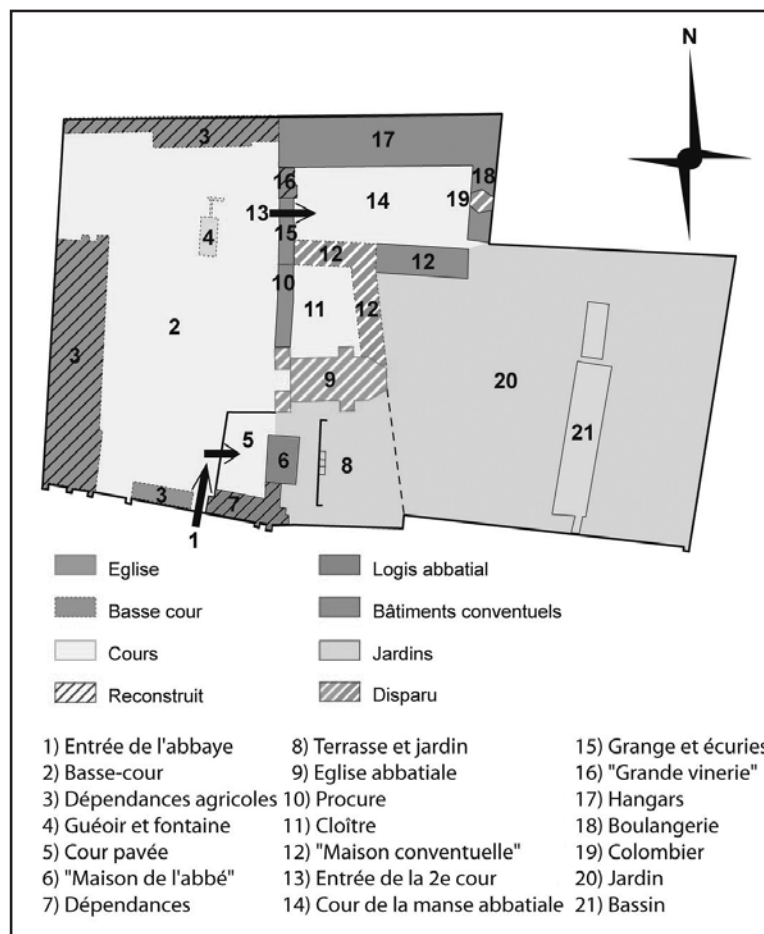 N
3
17
16
18
13
14
19
4
15
12
12
10
2
11
12
3
9
20
21
5
6
8
3
7
1
Eglise
Logis abbatial
Basse cour
Bâtiments conventuels
Cours
Jardins
Reconstruit
Disparu
1) Entrée de l'abbaye
2) Basse-cour
3) Dépendances agricoles
4) Guéoir et fontaine
5) Cour pavée
6) "Maison de l'abbé"
7) Dépendances
8) Terrasse et jardin
9) Eglise abbatiale
10) Procure
11) Cloître
12) "Maison conventuelle"
13) Entrée de la 2e cour
14) Cour de la manse abbatiale
15) Grange et écuries
16) "Grande vinerie"
17) Hangars
18) Boulangerie
19) Colombier
20) Jardin
21) Bassin